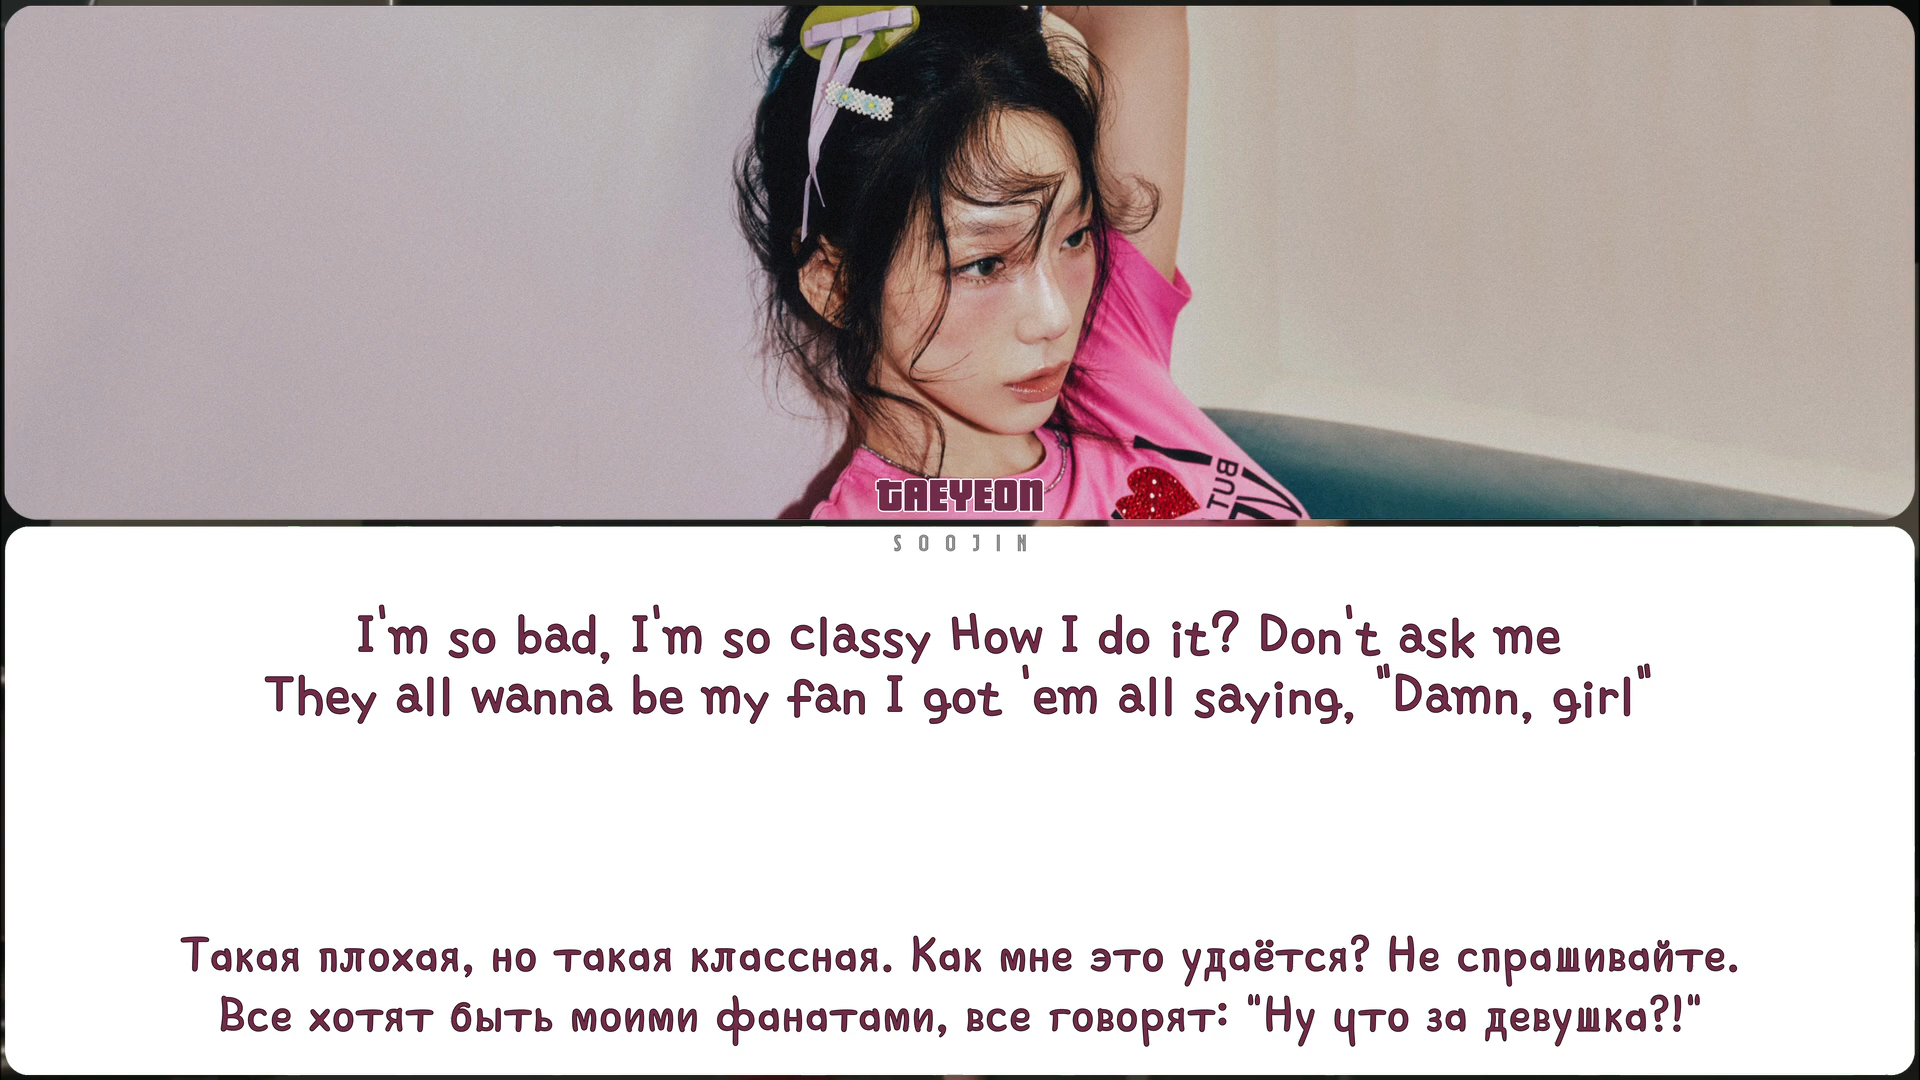 TUB
TAEYEON
SOOJIN
I'm so bad, I'm so classy How I do it? Don't ask me
They all wanna be my fan I got 'em all saying, "Damn, girl"
Такая плохая, но такая классная. Как мне это удаётся? Не спрашивайте.
Все хотят быть моими фанатами, все говорят: "Ну что за девушка?!"